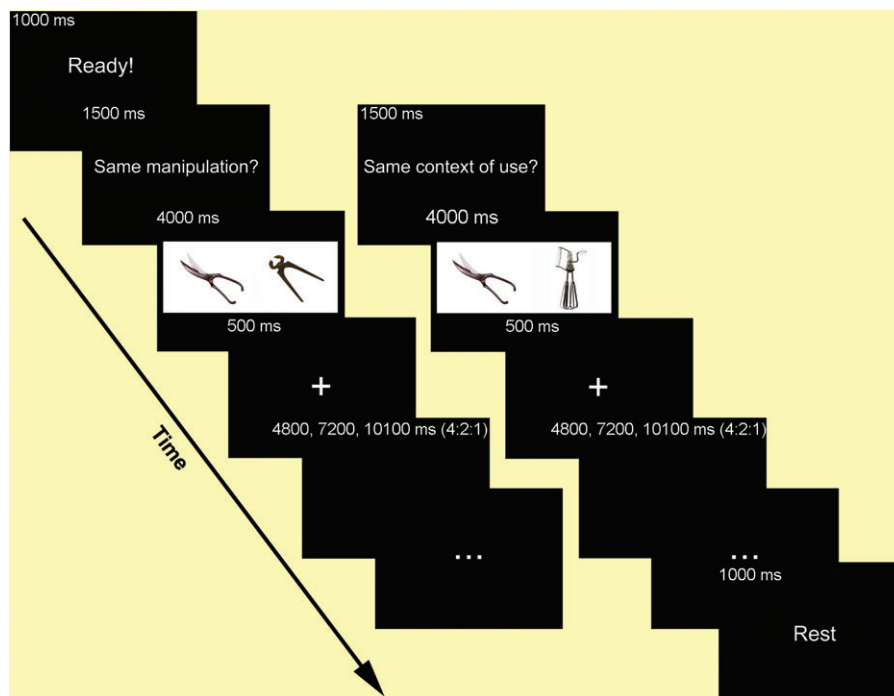 1000 ms
Ready!
1500 ms
Same manipulation?
4000 ms
500 ms
+
4800, 7200, 10100 ms (4:2:1)
...
1500 ms
Same context of use?
4000 ms
500 ms
+
4800, 7200, 10100 ms (4:2:1)
...
1000 ms
Rest
Time